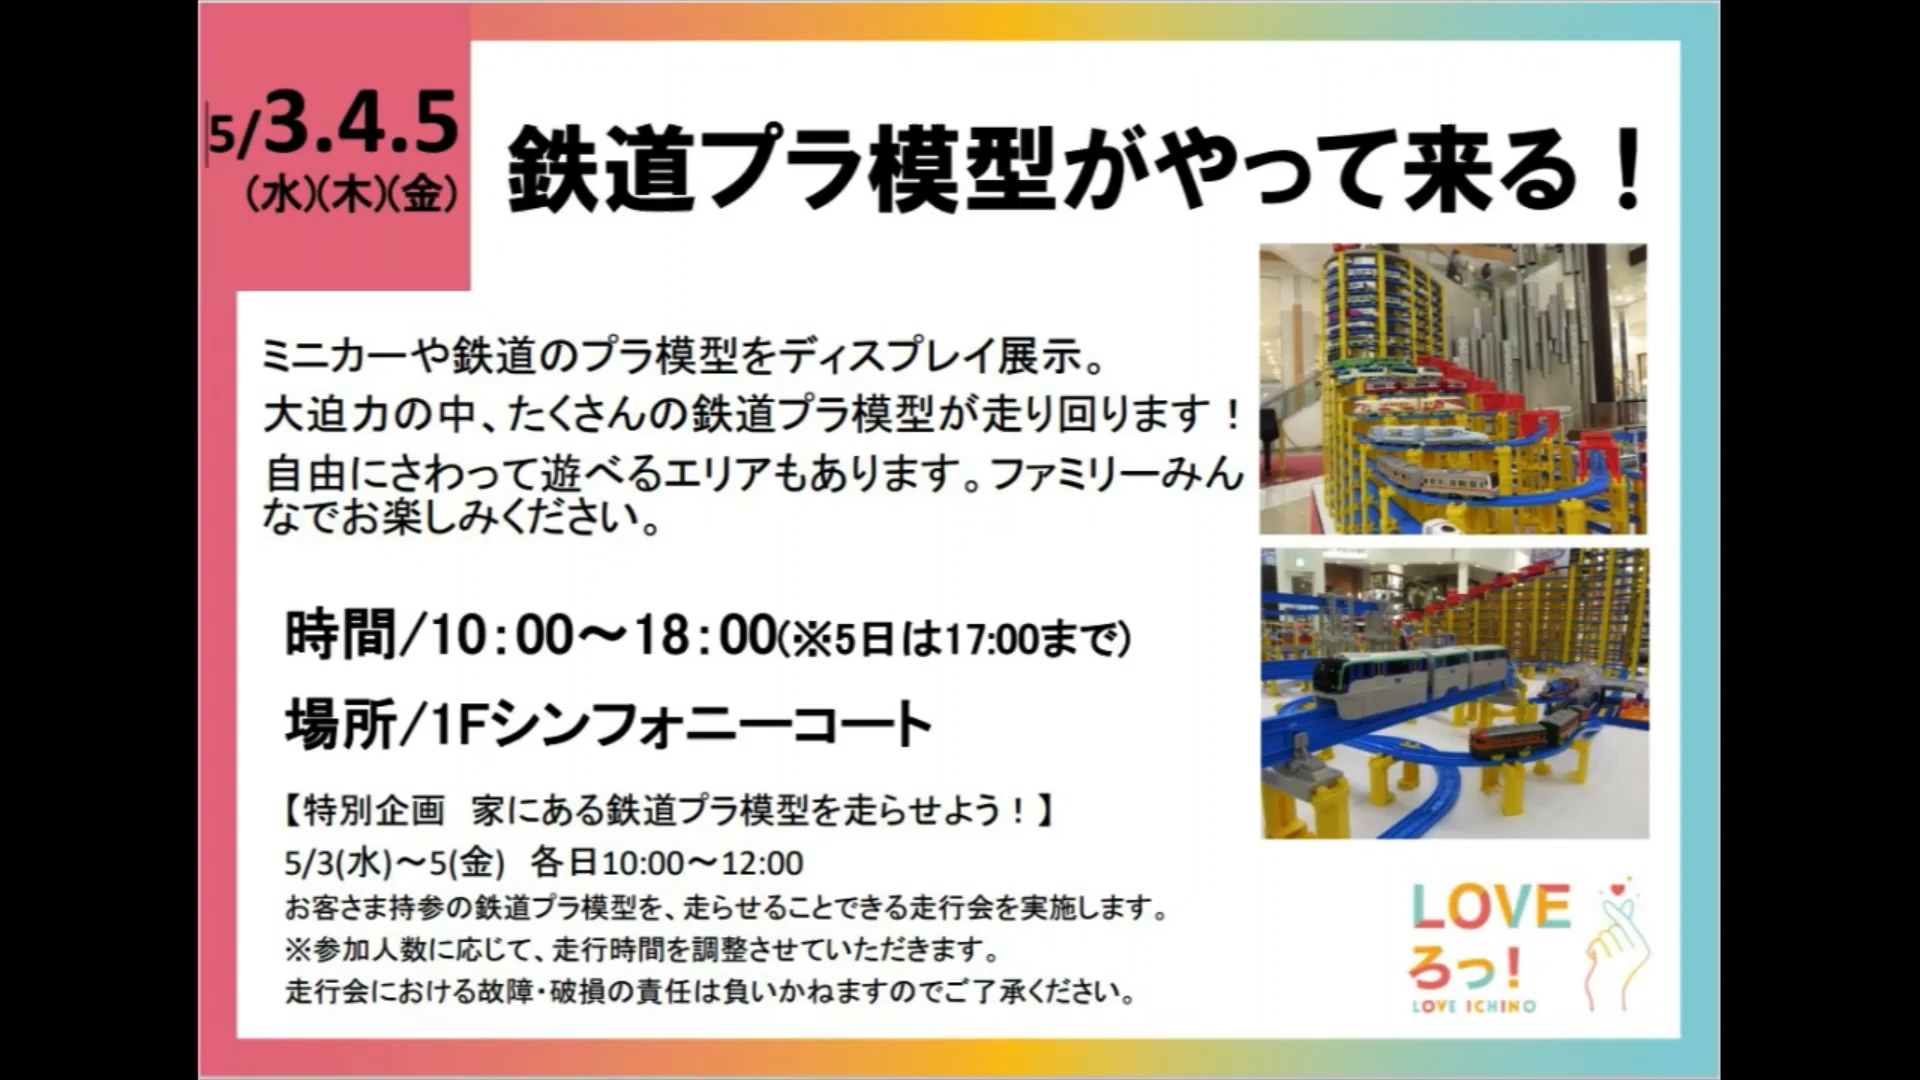 5/3.4.5
(水)(木)(金)
鉄道プラ模型がやって来る！
ミニカーや鉄道のプラ模型をディスプレイ展示。
大迫力の中、たくさんの鉄道プラ模型が走り回ります！
自由にさわって遊べるエリアもあります。ファミリーみん
なでお楽しみください。
時間/10：00～18：00(※5日は17:00まで)
場所/1Fシンフォニーコート
【特別企画　家にある鉄道プラ模型を走らせよう！】
5/3(水)～5(金)　各日10:00～12:00
お客さま持参の鉄道プラ模型を、走らせることできる走行会を実施します。
※参加人数に応じて、走行時間を調整させていただきます。
走行会における故障・破損の責任は負いかねますのでご了承ください。
LOVE
ろっ！
LOVE ICHINO